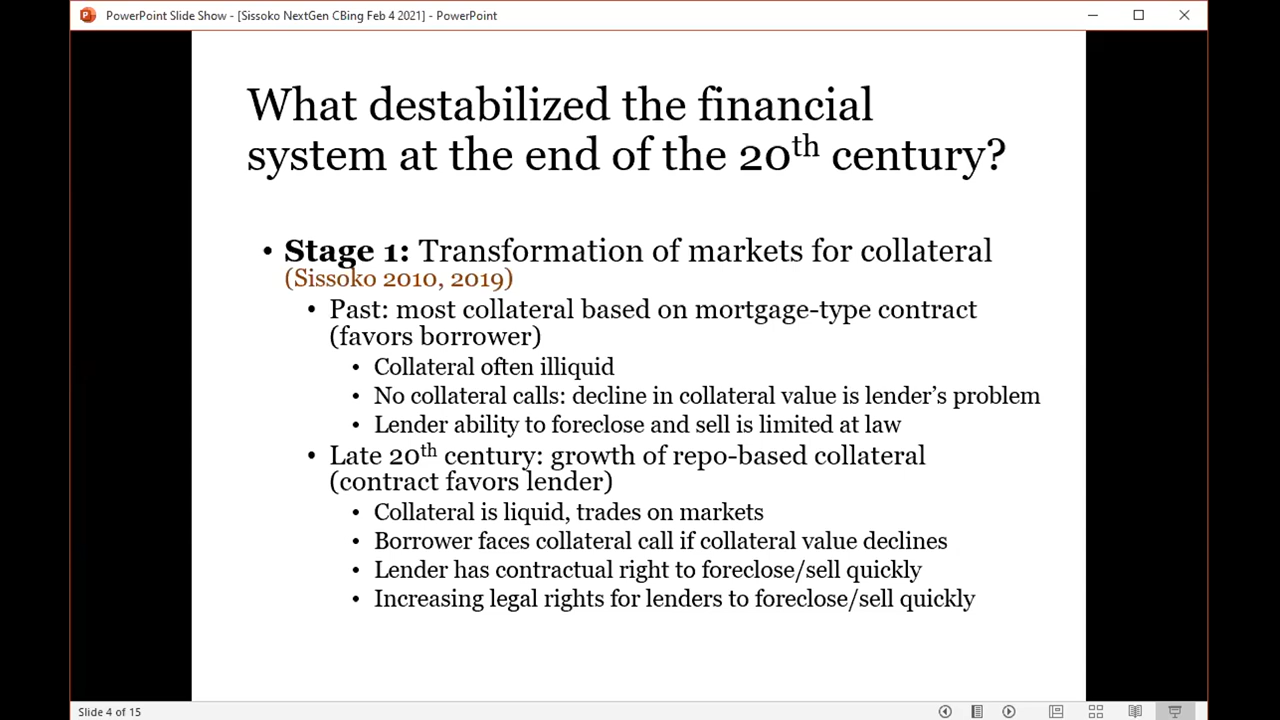 PowerPoint Slide Show - [Sissoko NextGen CBing Feb 4 2021] - PowerPoint
What destabilized the financial
system at the end of the 20th century?
• Stage 1: Transformation of markets for collateral
(Sissoko 2010, 2019)
• Past: most collateral based on mortgage-type contract
(favors borrower)
• Collateral often illiquid
• No collateral calls: decline in collateral value is lender's problem
• Lender ability to foreclose and sell is limited at law
• Late 20th century: growth of repo-based collateral
(contract favors lender)
• Collateral is liquid, trades on markets
• Borrower faces collateral call if collateral value declines
• Lender has contractual right to foreclose/sell quickly
• Increasing legal rights for lenders to foreclose/sell quickly
Slide 4 of 15